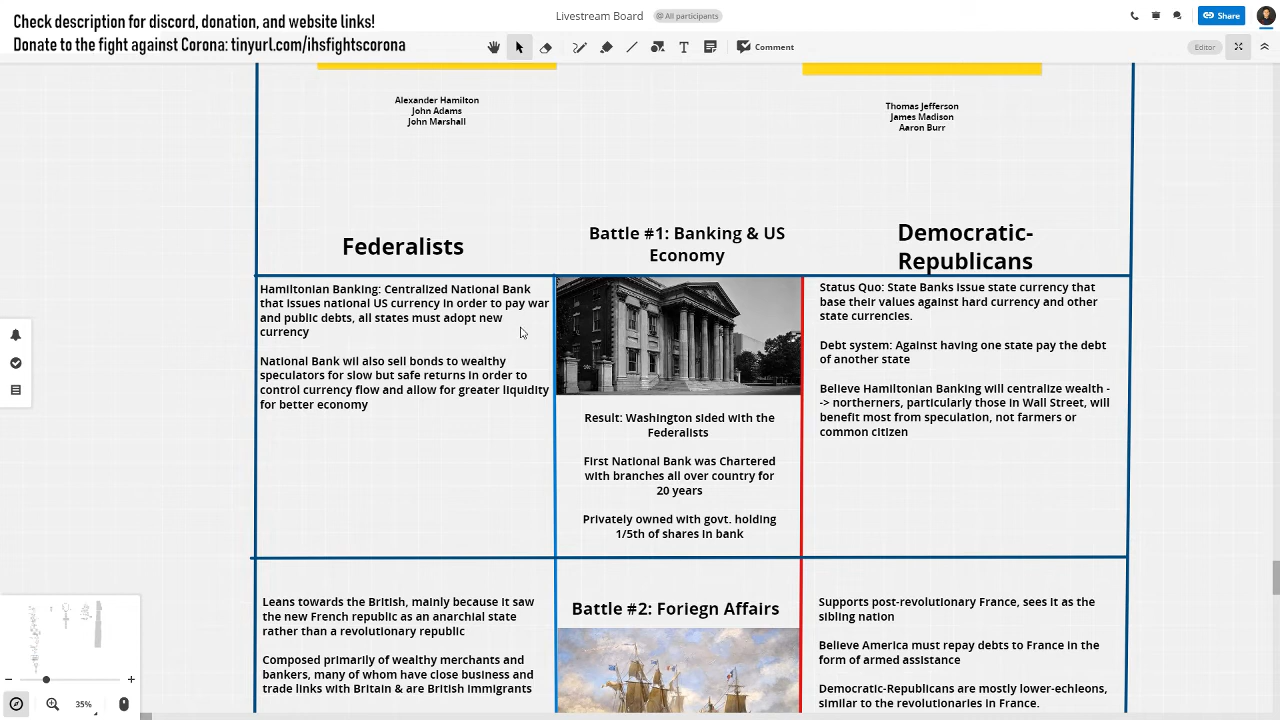 Check description for discord, donation, and website links!
Donate to the fight against Corona: tinyurl.com/ihsfightscorona
Livestream Board
All participants
Share
Comment
Editor
Alexander Hamilton
John Adams
John Marshall
Thomas Jefferson
James Madison
Aaron Burr
Federalists
Battle #1: Banking & US
Economy
Democratic-
Republicans
Hamiltonian Banking: Centralized National Bank
that issues national US currency in order to pay war
and public debts, all states must adopt new
currency
National Bank wil also sell bonds to wealthy
speculators for slow but safe returns in order to
control currency flow and allow for greater liquidity
for better economy
Result: Washington sided with the
Federalists
First National Bank was Chartered
with branches all over country for
20 years
Privately owned with govt. holding
1/5th of shares in bank
Status Quo: State Banks issue state currency that
base their values against hard currency and other
state currencies.
Debt system: Against having one state pay the debt
of another state
Believe Hamiltonian Banking will centralize wealth -
-> northerners, particularly those in Wall Street, will
benefit most from speculation, not farmers or
common citizen
Leans towards the British, mainly because it saw
the new French republic as an anarchial state
rather than a revolutionary republic
Composed primarily of wealthy merchants and
bankers, many of whom have close business and
trade links with Britain & are British immigrants
Battle #2: Foriegn Affairs
Supports post-revolutionary France, sees it as the
sibling nation
Believe America must repay debts to France in the
form of armed assistance
Democratic-Republicans are mostly lower-echleons,
similar to the revolutionaries in France.
35%